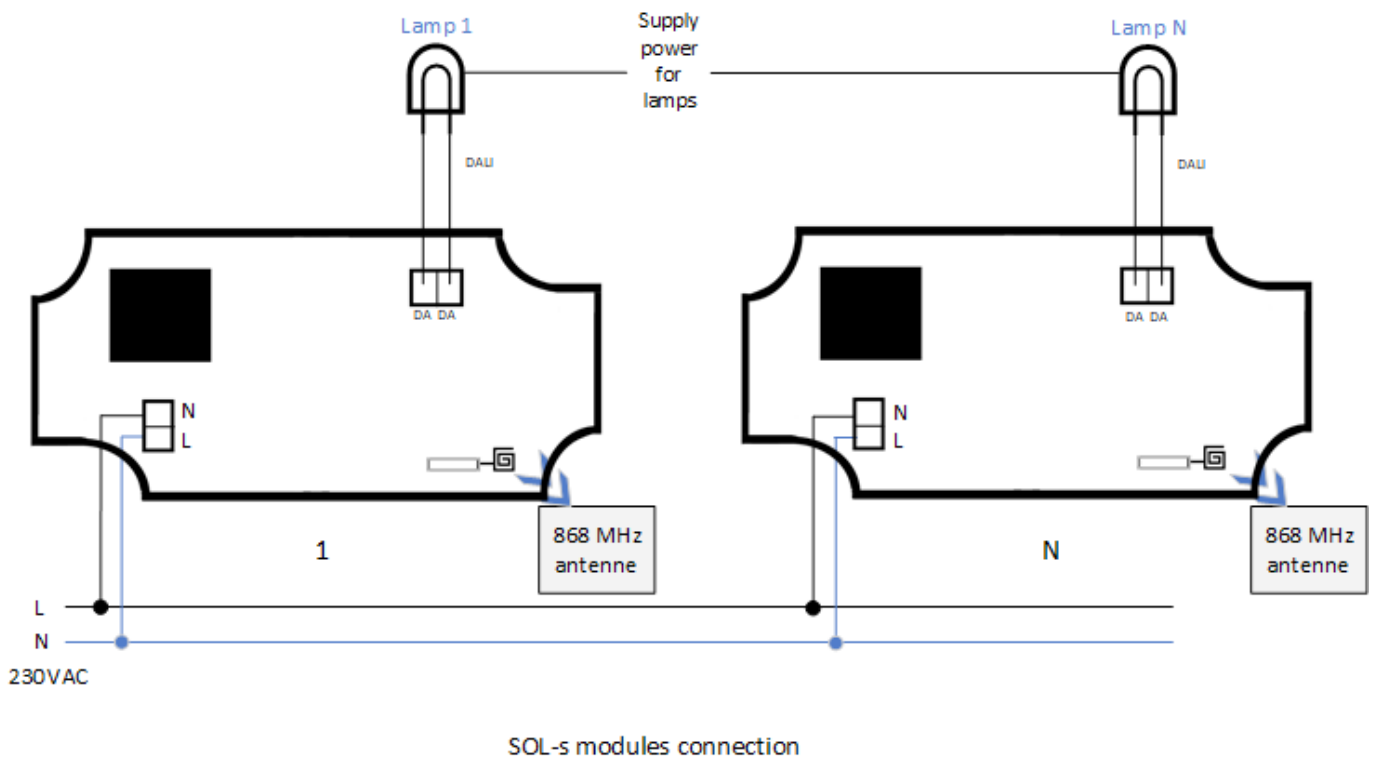 Lamp 1
Supply
power
for
lamps
Lamp N
DALI
DALI
DA DA
DA DA
N
L
N
L
868 MHz
antenne
868 MHz
antenne
1
N
L
N
230VAC
SOL-s modules connection